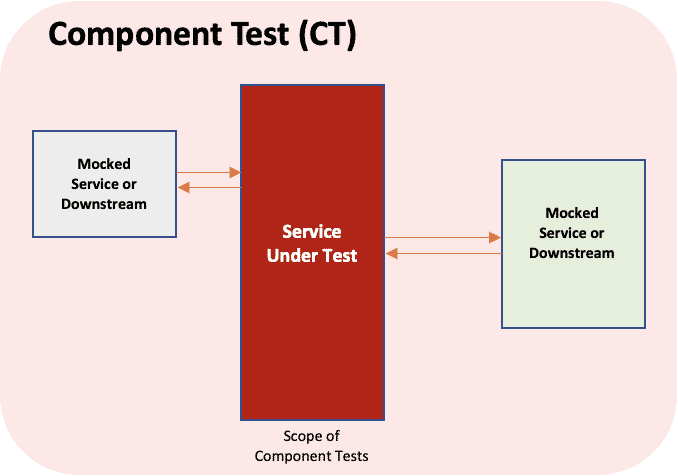 Component Test (CT)
Mocked
Service or
Downstream
Service
Under Test
Mocked
Service or
Downstream
Scope of
Component Tests